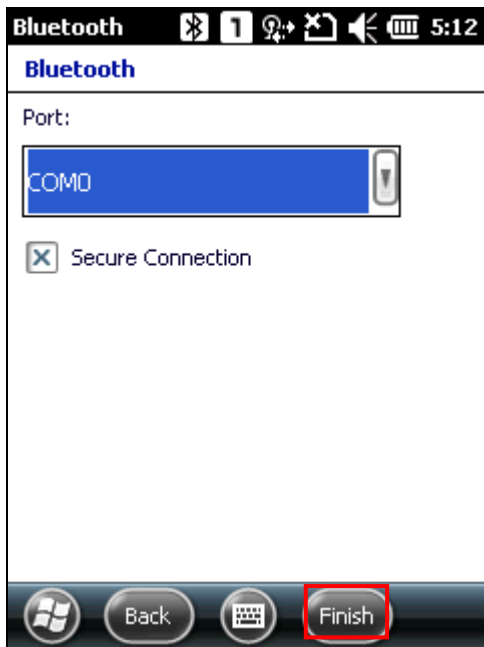 Bluetooth 1 5:12
Bluetooth
Port:
COM0
Secure Connection
Back Finish